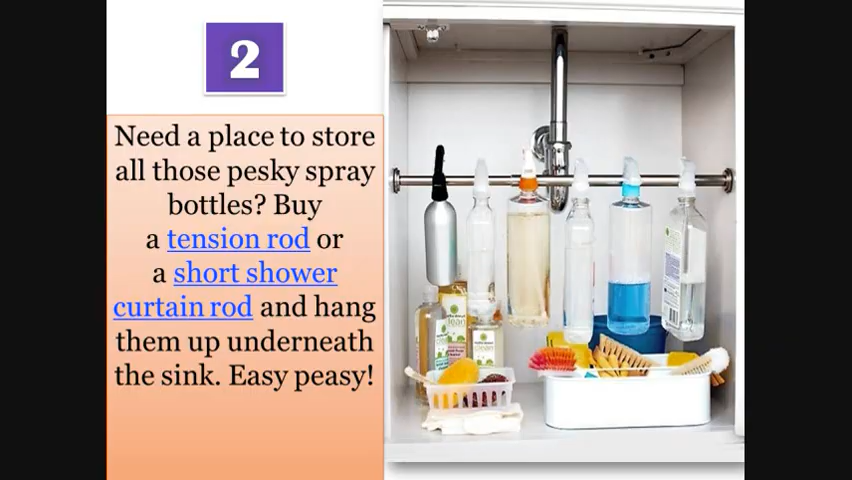 2
Need a place to store
all those pesky spray
bottles? Buy
a tension rod or
a short shower
curtain rod and hang
them up underneath
the sink. Easy peasy!